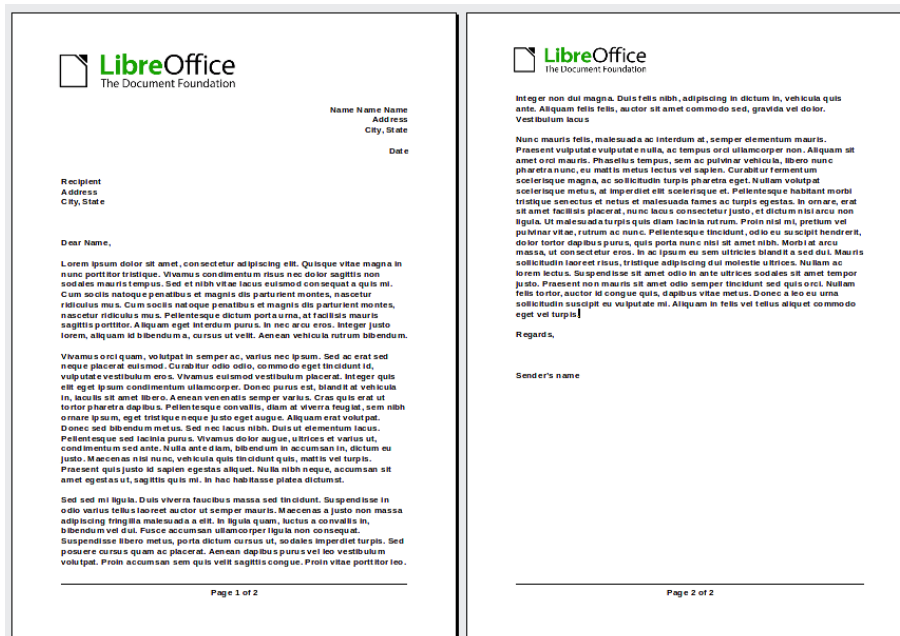 LibreOffice
The Document Foundation
Name Name Name
Address
City, State
Date
Recipient
Address
City, State
Dear Name,
Lorem ipsum dolor sit amet, consectetur adipiscing elit. Quisque vitae magna in
nunc porttitor tristique. Vivamus condimentum risus nec dolor sagittis non
sodales mauris tempus. Sed et nibh vitae lacus euismod consequat a quis mi.
Cum sociis natoque penatibus et magnis dis parturient montes, nascetur
ridiculus mus. Cum sociis natoque penatibus et magnis dis parturient montes,
nascetur ridiculus mus. Pellentesque dictum porta urna, at facilisis mauris
sagittis porttitor. Aliquam eget interdum purus. In nec arcu eros. Integer justo
lorem, aliquam id bibendum a, cursus ut velit. Aenean vehicula rutrum bibendum.
Vivamus orci quam, volutpat in semper ac, varius nec ipsum. Sed ac erat sed
neque placerat euismod. Curabitur odio odio, commodo eget tincidunt id,
vulputate vestibulum eros. Vivamus euismod vestibulum placerat. Integer quis
elit eget ipsum condimentum ullamcorper. Donec purus est, blandit at vehicula
in, iaculis sit amet libero. Aenean venenatis semper varius. Cras quis erat ut
tortor pharetra dapibus. Pellentesque convallis, diam at viverra feugiat, sem nibh
ornare ipsum, eget tristique neque justo eget augue. Aliquam erat volutpat.
Donec sed bibendum metus. Sed nec lacus nibh. Duis ut elementum lacus.
Pellentesque sed lacinia purus. Vivamus dolor augue, ultrices et varius ut,
condimentum sed ante. Nulla ante diam, bibendum in accumsan in, dictum eu
justo. Maecenas nisi nunc, vehicula quis tincidunt quis, mattis vel turpis.
Praesent quis justo id sapien egestas aliquet. Nulla nibh neque, accumsan sit
amet egestas ut, sagittis quis mi. In hac habitasse platea dictumst.
Sed sed mi ligula. Duis viverra faucibus massa sed tincidunt. Suspendisse in
odio varius tellus laoreet auctor ut semper mauris. Maecenas a justo non massa
adipiscing fringilla malesuada a elit. In ligula quam, luctus a convallis in,
bibendum vel dui. Fusce accumsan ullamcorper ligula non consequat.
Suspendisse libero metus, porta dictum cursus ut, sodales imperdiet turpis. Sed
posuere cursus quam ac placerat. Aenean dapibus purus vel leo vestibulum
volutpat. Proin accumsan sem quis velit sagittis congue. Proin vitae porttitor leo.
Page 1 of 2
LibreOffice
The Document Foundation
Integer non dui magna. Duis felis nibh, adipiscing in dictum in, vehicula quis
ante. Aliquam felis felis, auctor sit amet commodo sed, gravida vel dolor.
Vestibulum lacus
Nunc mauris felis, malesuada ac interdum at, semper elementum mauris.
Praesent vulputate vulputate nulla, ac tempus orci ullamcorper non. Aliquam sit
amet orci mauris. Phasellus tempus, sem ac pulvinar vehicula, libero nunc
pharetra nunc, eu mattis metus lectus vel sapien. Curabitur fermentum
scelerisque magna, ac sollicitudin turpis pharetra eget. Nullam volutpat
scelerisque metus, at imperdiet elit scelerisque et. Pellentesque habitant morbi
tristique senectus et netus et malesuada fames ac turpis egestas. In ornare, erat
sit amet facilisis placerat, nunc lacus consectetur justo, et dictum nisi arcu non
ligula. Ut malesuada turpis quis diam lacinia rutrum. Proin nisl mi, pretium vel
pulvinar vitae, rutrum ac nunc. Pellentesque tincidunt, odio eu suscipit hendrerit,
dolor tortor dapibus purus, quis porta nunc nisi sit amet nibh. Morbi at arcu
massa, ut consectetur eros. In ac ipsum eu sem ultricies blandit a sed dui. Mauris
sollicitudin laoreet risus, tristique adipiscing dui molestie ultrices. Nullam ac
lorem lectus. Suspendisse sit amet odio in ante ultrices sodales sit amet tempor
justo. Praesent non mauris sit amet odio semper tincidunt sed quis orci. Nullam
felis tortor, auctor id congue quis, dapibus vitae metus. Donec a leo eu urna
sollicitudin suscipit eu vulputate mi. Aliquam in felis vel tellus aliquet commodo
eget vel turpis.
Regards,
Sender's name
Page 2 of 2